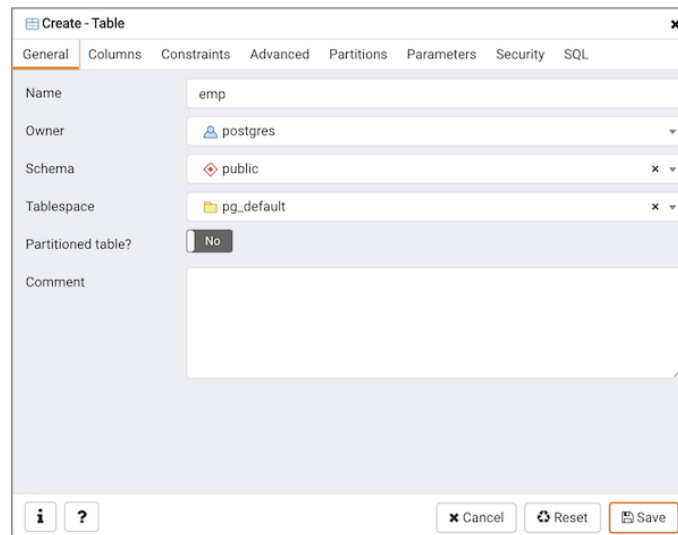 Create - Table
General Columns Constraints Advanced Partitions Parameters Security SQL
Name emp
Owner postgres
Schema public
Tablespace pg_default
Partitioned table? No
Comment
i ? Cancel Reset Save